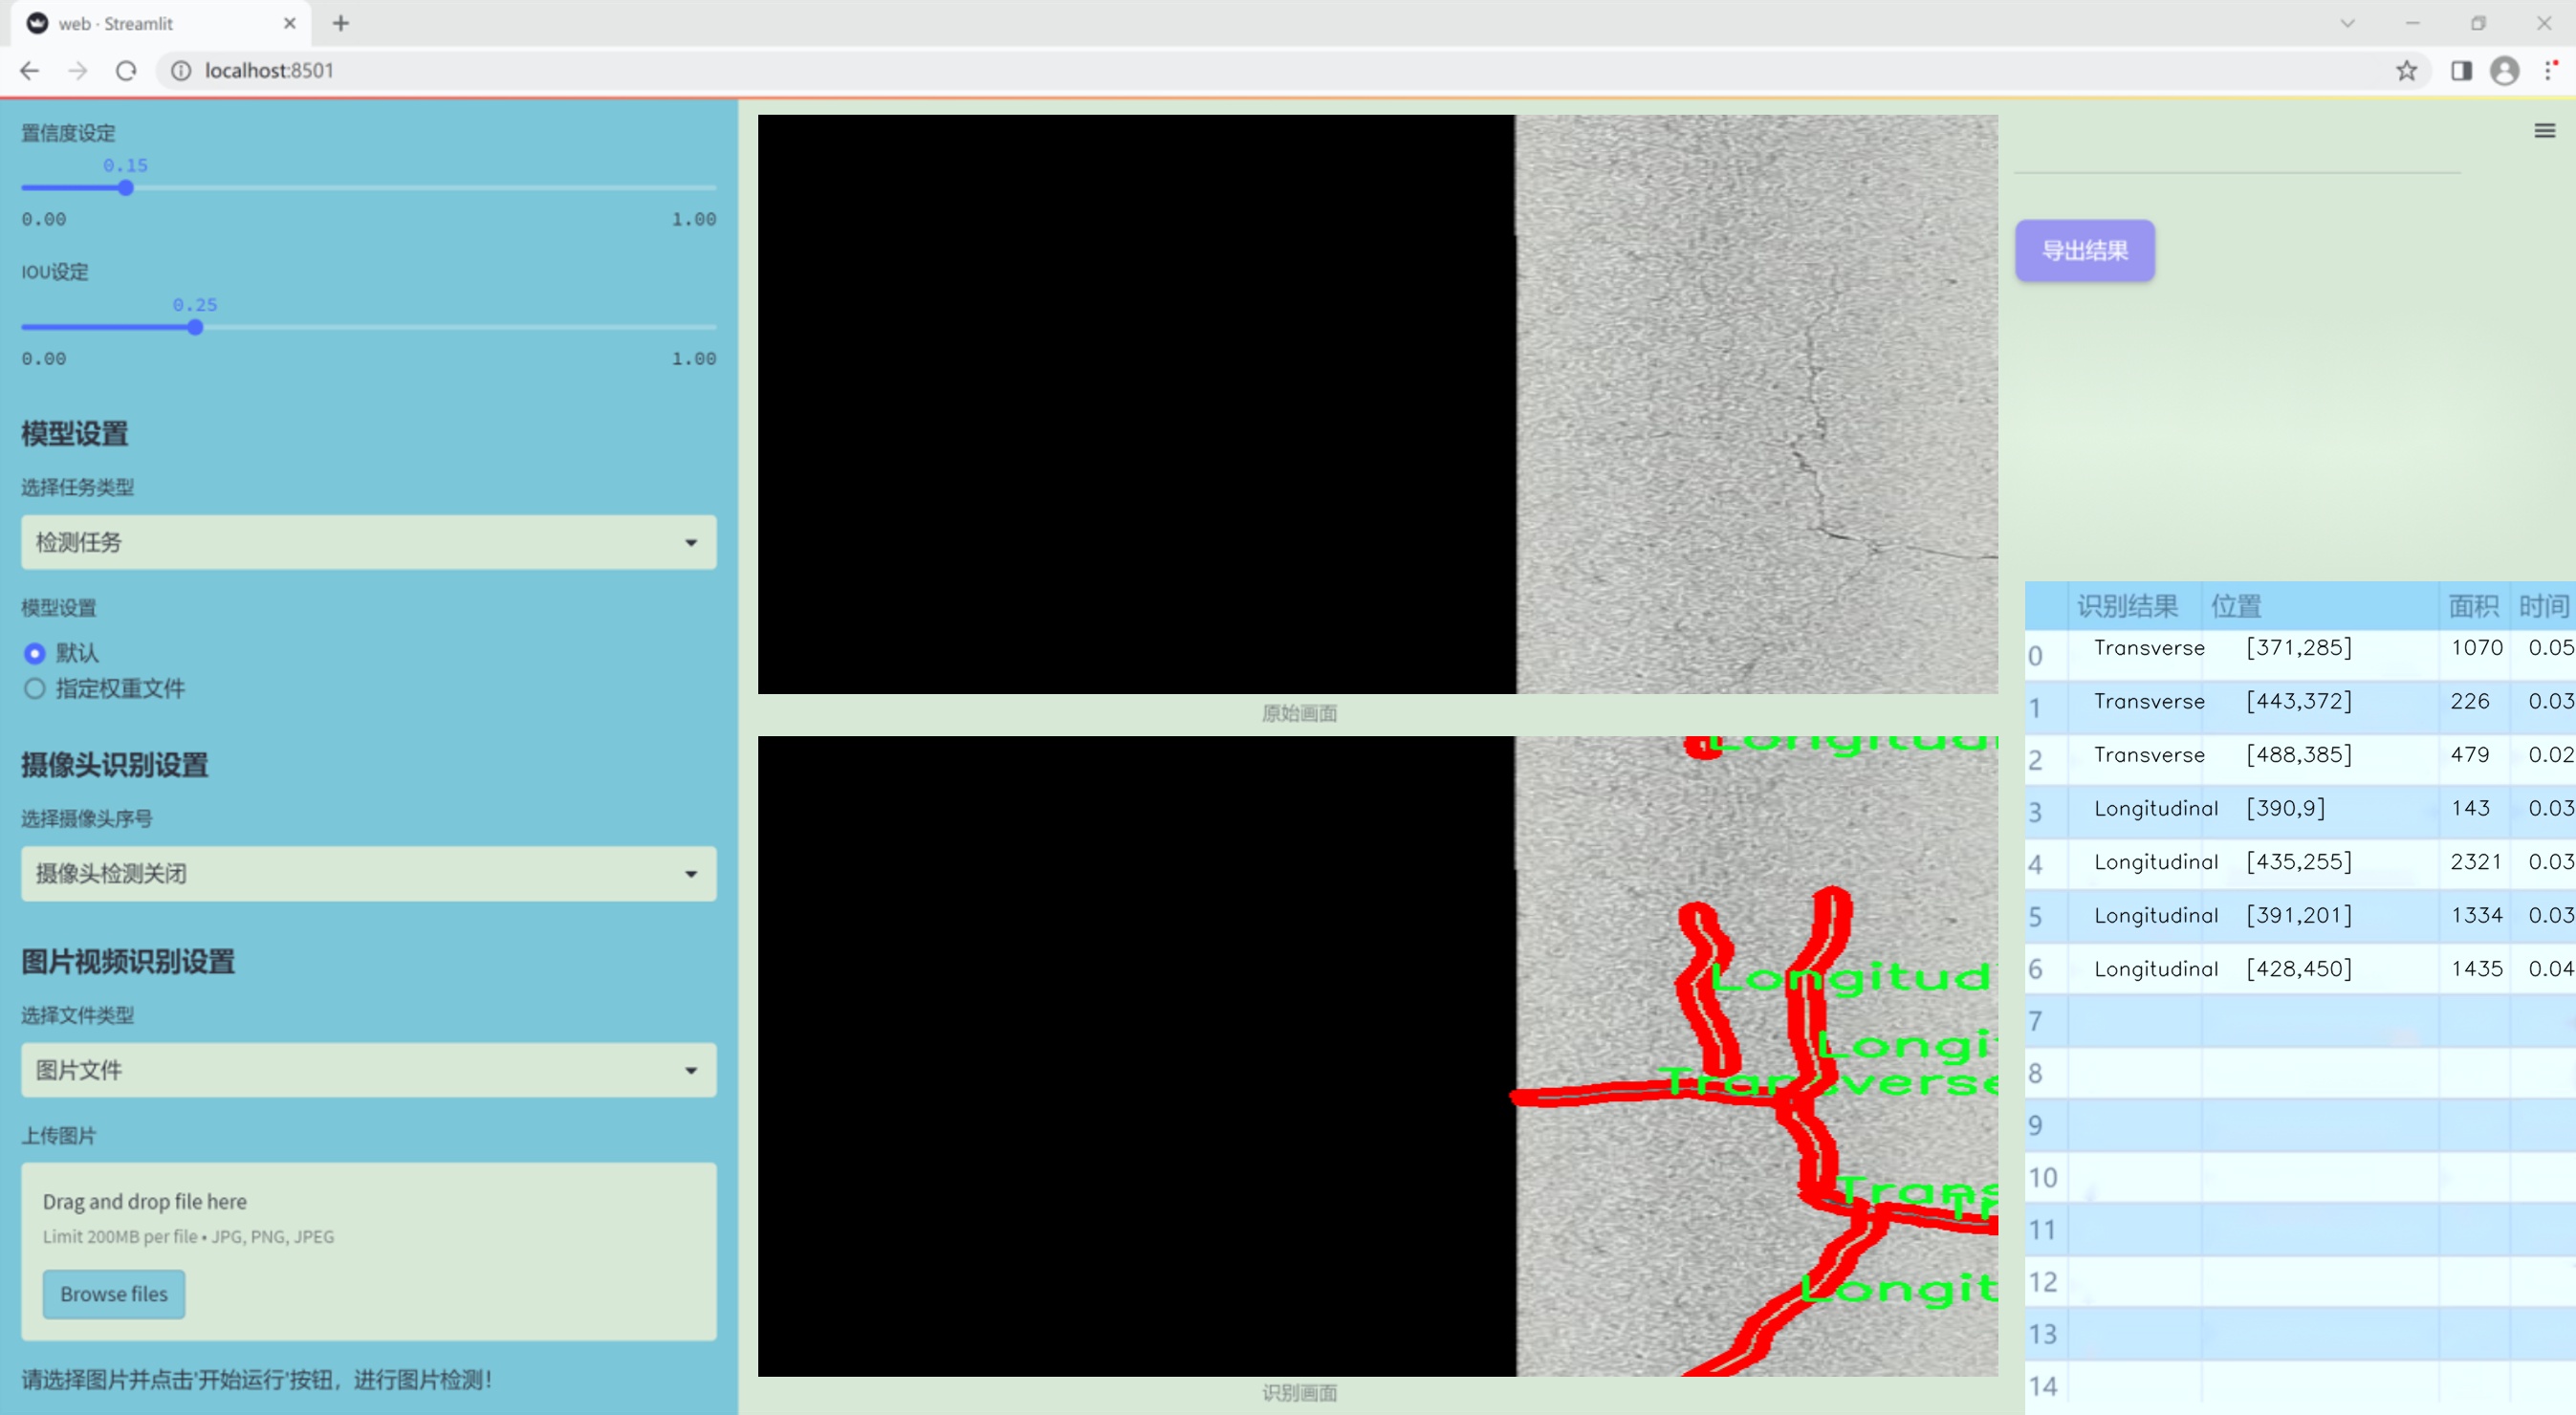 web · Streamlit
localhost:8501
置信度设定
0.15
0.00 1.00
IOU设定
0.25
0.00 1.00
模型设置
选择任务类型
检测任务
模型设置
默认
指定权重文件
摄像头识别设置
选择摄像头序号
摄像头检测关闭
图片视频识别设置
选择文件类型
图片文件
上传图片
Drag and drop file here
Limit 200MB per file • JPG, PNG, JPEG
Browse files
请选择图片并点击'开始运行'按钮，进行图片检测!
原始画面
Longitudi
Longitud
Longi
Transverse
Trans
Tr
Longit
识别画面
导出结果
识别结果 位置 面积 时间
0 Transverse [371,285] 1070 0.05
1 Transverse [443,372] 226 0.03
2 Transverse [488,385] 479 0.02
3 Longitudinal [390,9] 143 0.03
4 Longitudinal [435,255] 2321 0.03
5 Longitudinal [391,201] 1334 0.03
6 Longitudinal [428,450] 1435 0.04
7
8
9
10
11
12
13
14